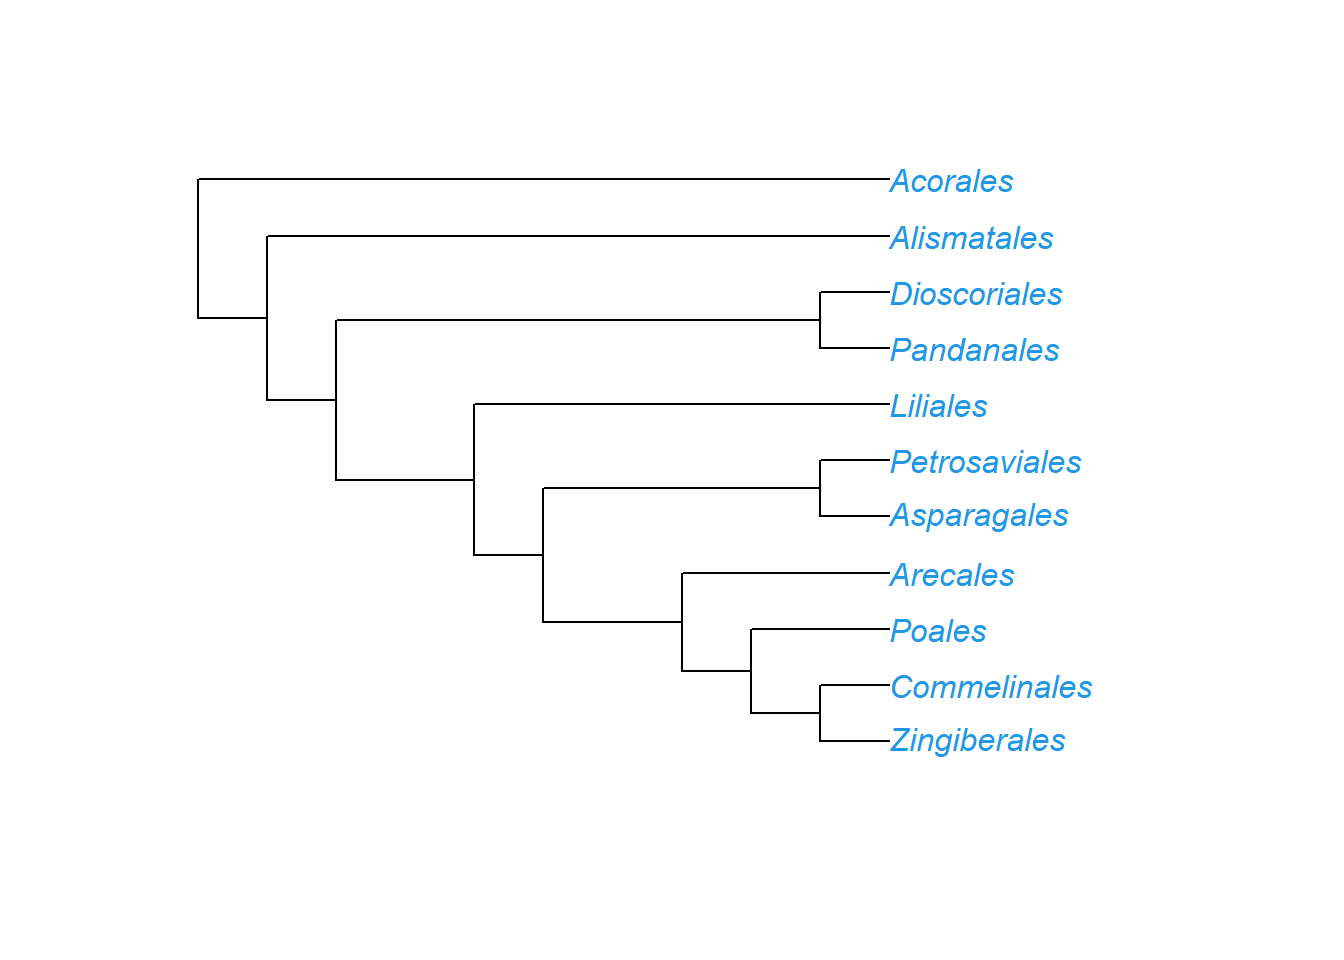 Acorales
Alismatales
Dioscoriales
Pandanales
Liliales
Petrosaviales
Asparagales
Arecales
Poales
Commelinales
Zingiberales